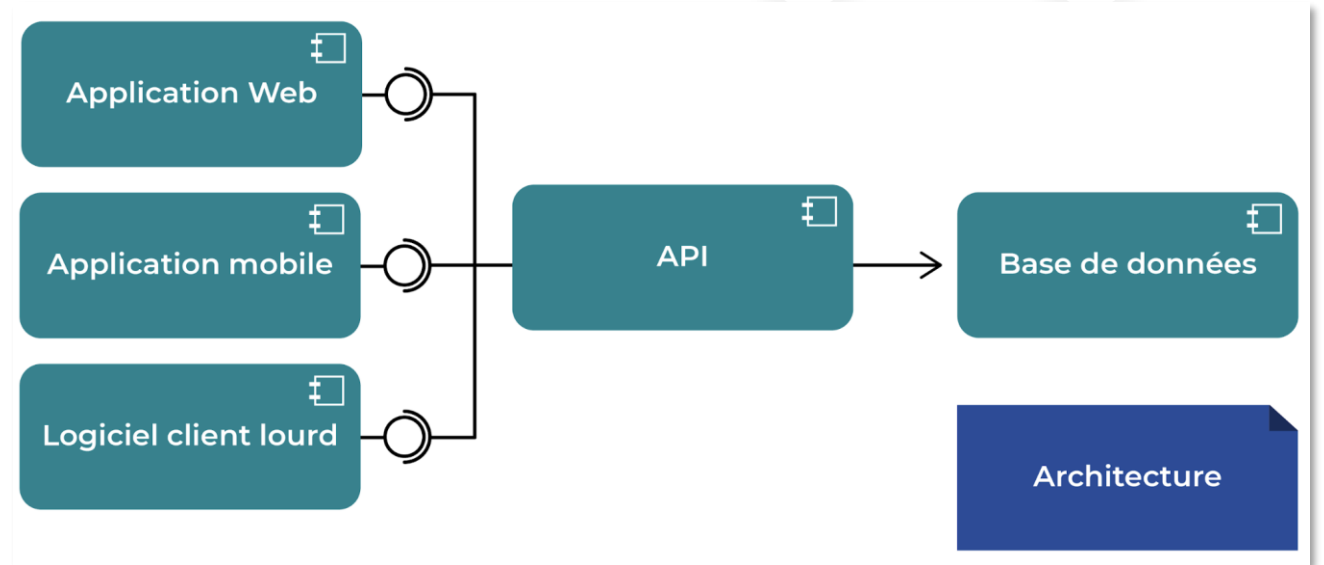 Application Web
Application mobile
Logiciel client lourd
API
Base de données
Architecture